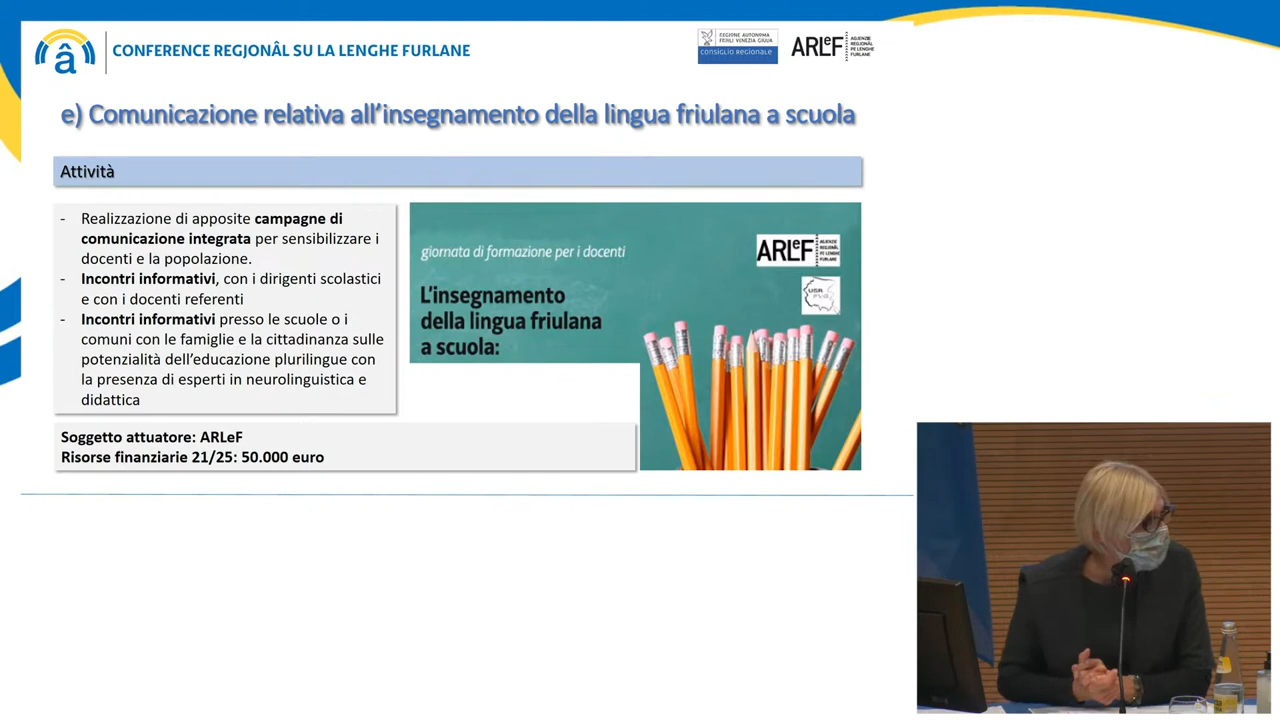 â
CONFERENCE REGJONÂL SU LA LENGHE FURLANE
REGIONE AUTONOMA
FRIULI VENEZIA GIULIA
CONSIGLIO REGIONALE
ARLeF
AGJENZIE
REGJONÂL
PE LENGHE
FURLANE
e) Comunicazione relativa all'insegnamento della lingua friulana a scuola
Attività
- Realizzazione di apposite campagne di
comunicazione integrata per sensibilizzare i
docenti e la popolazione.
- Incontri informativi, con i dirigenti scolastici
e con i docenti referenti
- Incontri informativi presso le scuole o i
comuni con le famiglie e la cittadinanza sulle
potenzialità dell'educazione plurilingue con
la presenza di esperti in neurolinguistica e
didattica
giornata di formazione per i docenti
L'insegnamento
della lingua friulana
a scuola:
ARLeF
AGJENZIE
REGJONÂL
PE LENGHE
FURLANE
USR
FVG
Soggetto attuatore: ARLeF
Risorse finanziarie 21/25: 50.000 euro